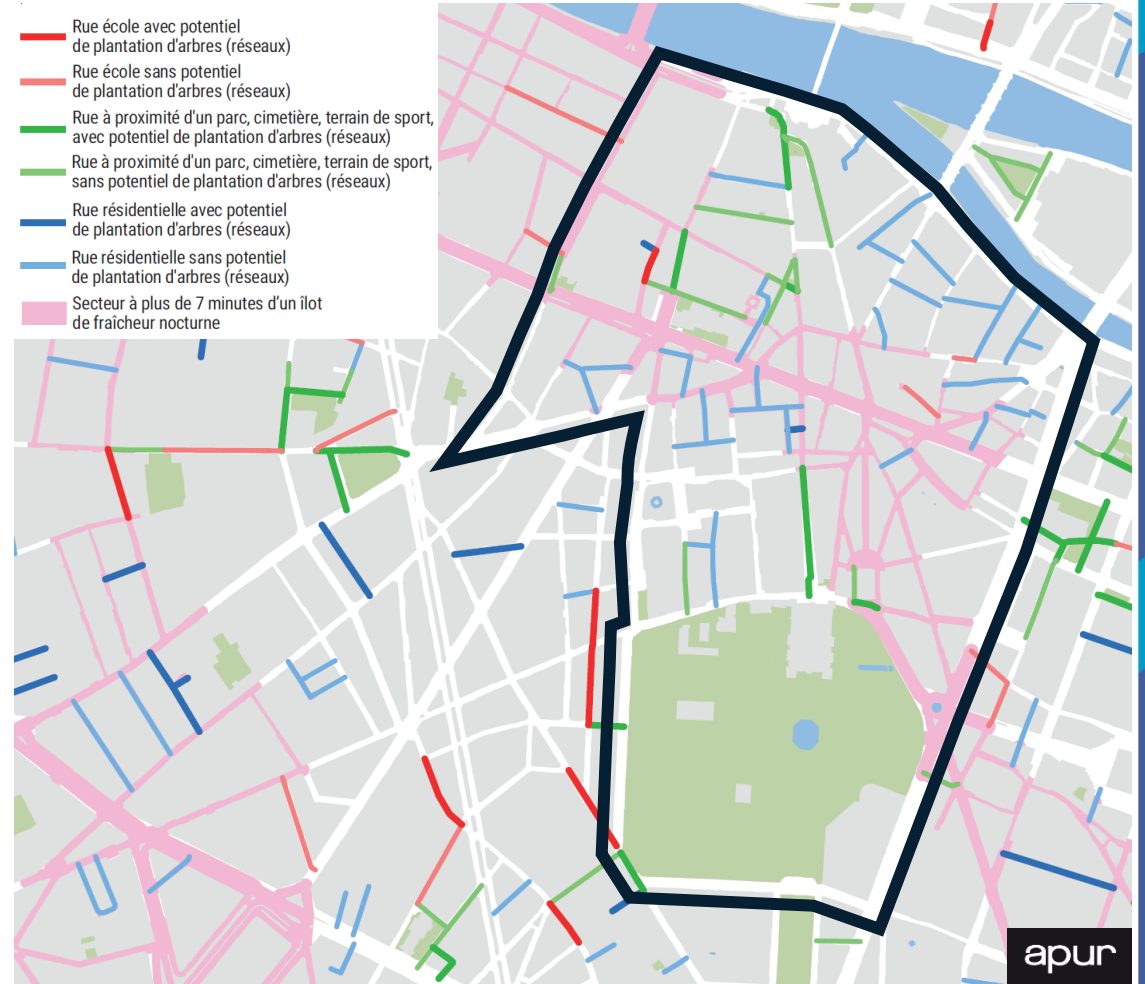 Rue école avec potentiel
de plantation d'arbres (réseaux)
Rue école sans potentiel
de plantation d'arbres (réseaux)
Rue à proximité d'un parc, cimetière, terrain de sport,
avec potentiel de plantation d'arbres (réseaux)
Rue à proximité d'un parc, cimetière, terrain de sport,
sans potentiel de plantation d'arbres (réseaux)
Rue résidentielle avec potentiel
de plantation d'arbres (réseaux)
Rue résidentielle sans potentiel
de plantation d'arbres (réseaux)
Secteur à plus de 7 minutes d'un îlot
de fraîcheur nocturne
apur